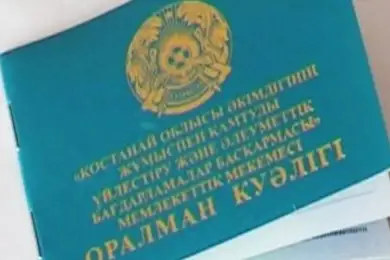 «ҚОСТАНАЙ ОБЛЫСЫ ӘКІМДІГІНІҢ
ЖҰМЫСПЕН ҚАМТУДЫ
ҮЙЛЕСТІРУ ЖӘНЕ ӘЛЕУМЕТТІК
БАҒДАРЛАМАЛАР БАСҚАРМАСЫ»
МЕМЛЕКЕТТІК МЕКЕМЕСІ
ОРАЛМАН КУӘЛІГІ